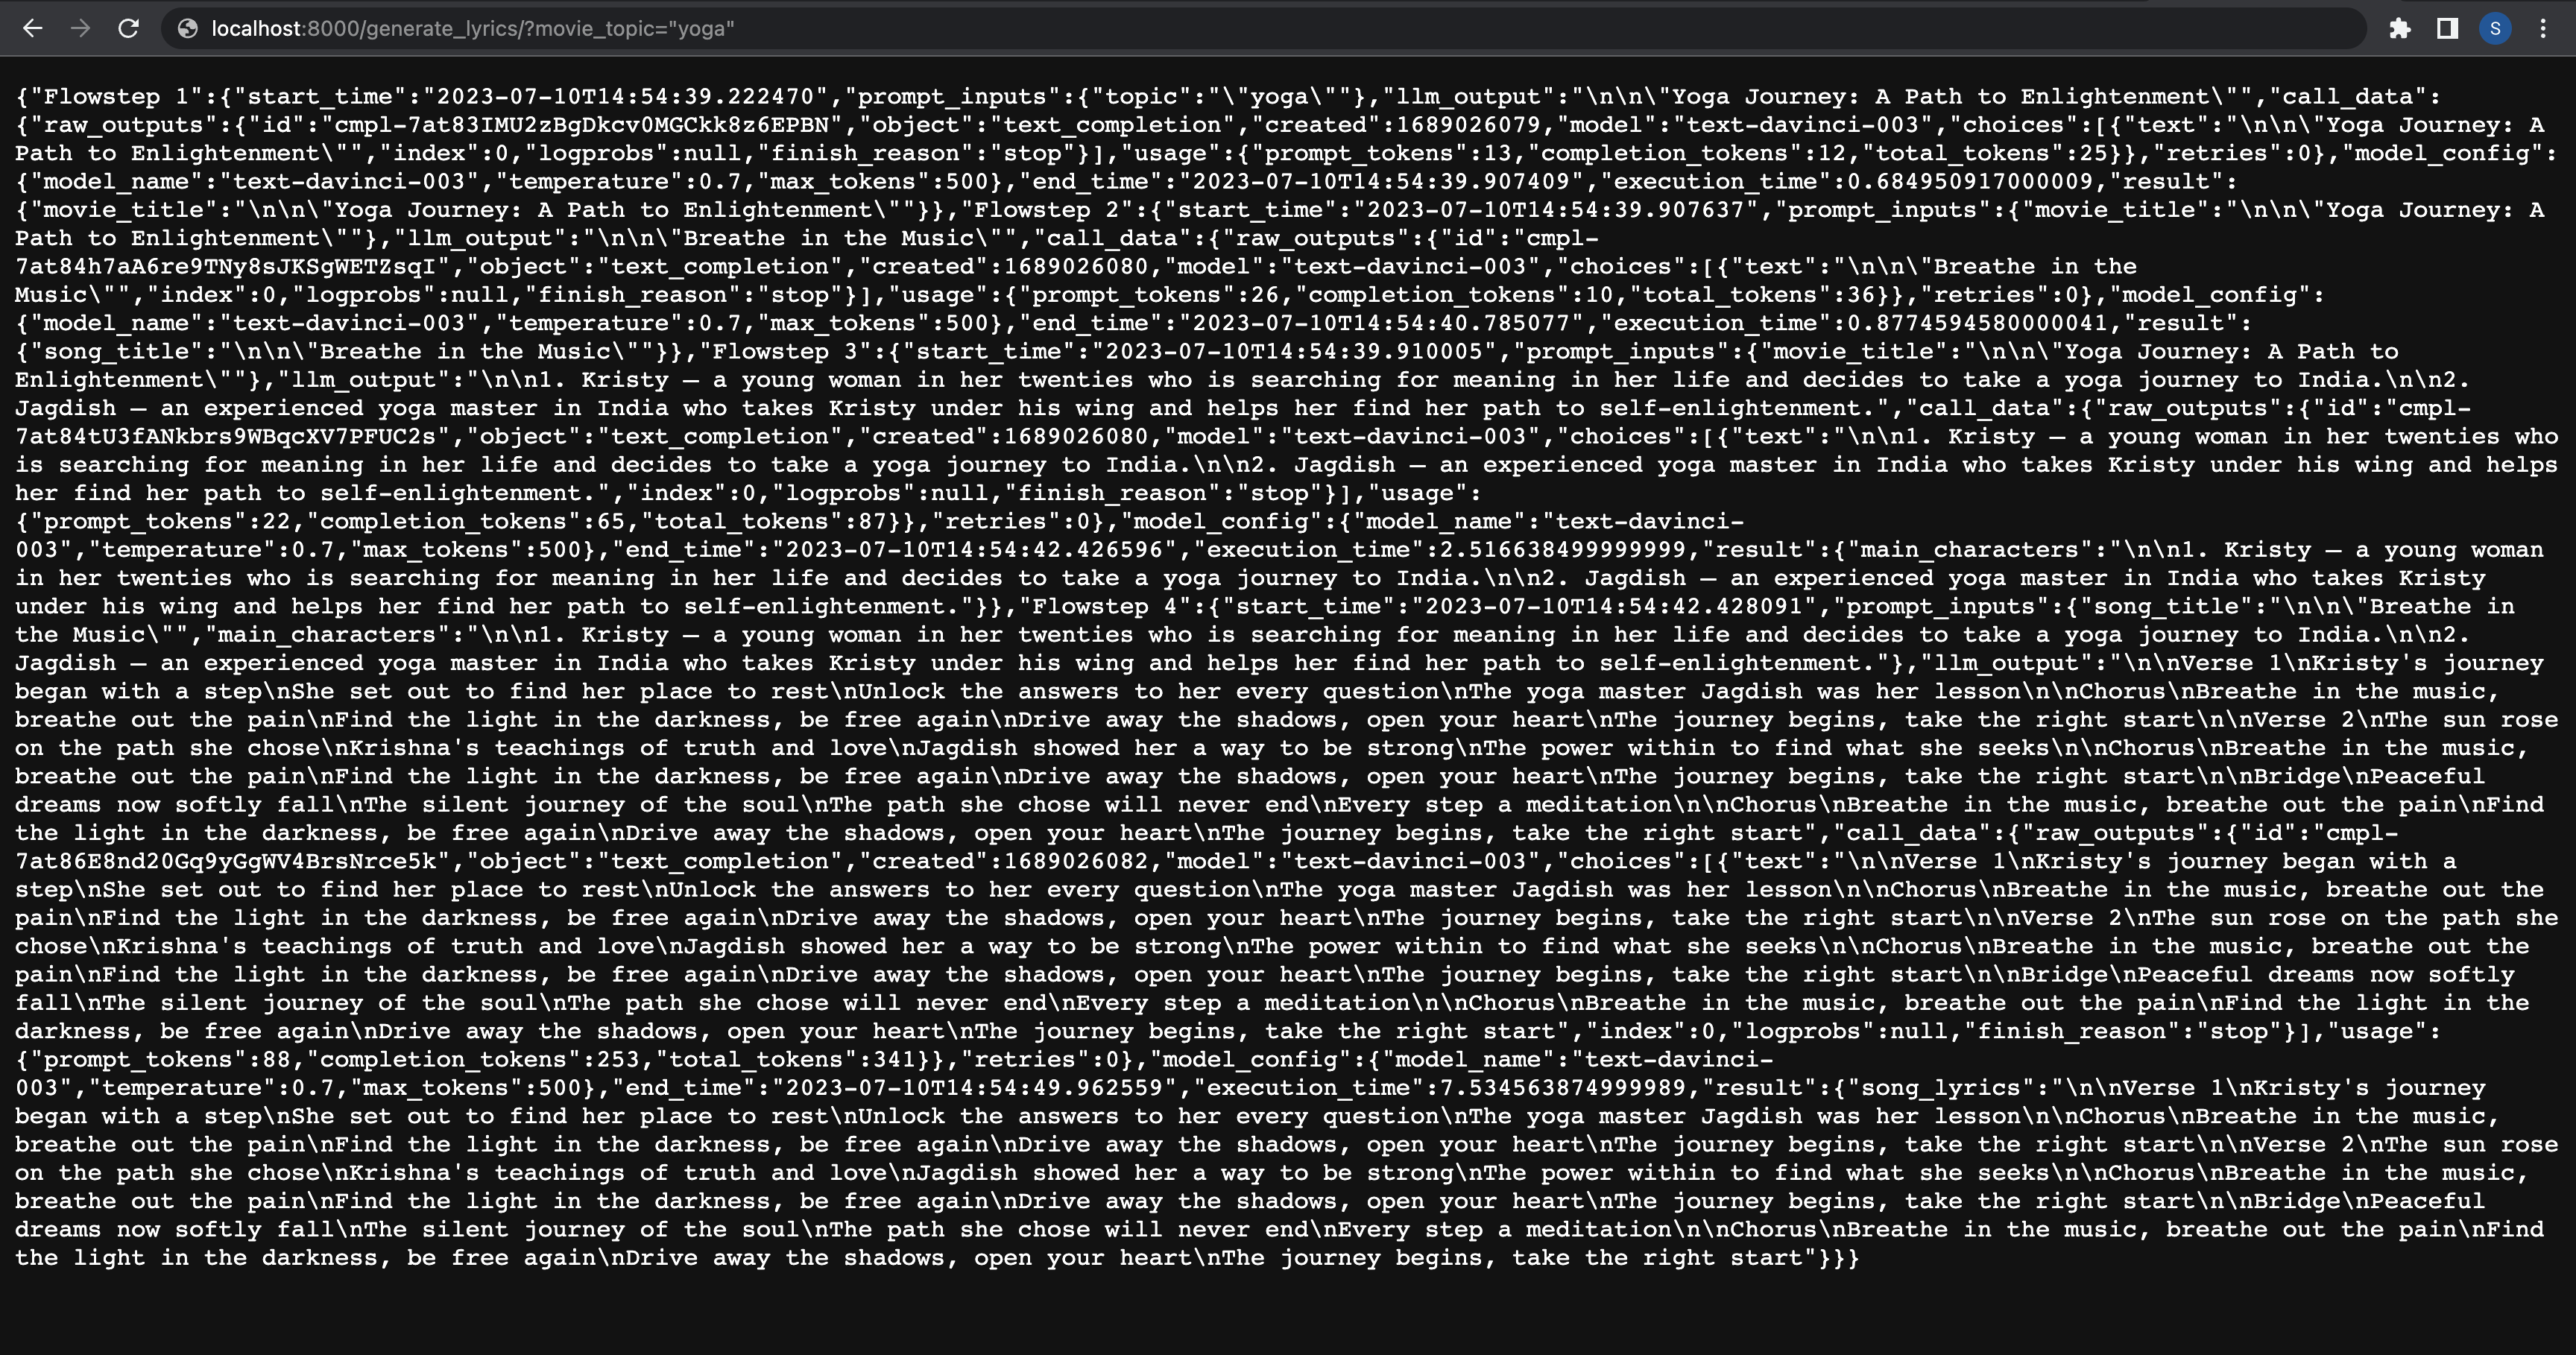 localhost:8000/generate_lyrics/?movie_topic="yoga"
S
{"Flowstep 1":{"start_time":"2023-07-10T14:54:39.222470","prompt_inputs":{"topic":"\"yoga\""},"llm_output":"\n\n\"Yoga Journey: A Path to Enlightenment\"","call_data":
{"raw_outputs":{"id":"cmpl-7at83IMU2zBgDkcv0MGCkk8z6EPBN","object":"text_completion","created":1689026079,"model":"text-davinci-003","choices":[{"text":"\n\n\"Yoga Journey: A
Path to Enlightenment\"","index":0,"logprobs":null,"finish_reason":"stop"}],"usage":{"prompt_tokens":13,"completion_tokens":12,"total_tokens":25}},"retries":0},"model_config":
{"model_name":"text-davinci-003","temperature":0.7,"max_tokens":500},"end_time":"2023-07-10T14:54:39.907409","execution_time":0.684950917000009,"result":
{"movie_title":"\n\n\"Yoga Journey: A Path to Enlightenment\""}},"Flowstep 2":{"start_time":"2023-07-10T14:54:39.907637","prompt_inputs":{"movie_title":"\n\n\"Yoga Journey: A
Path to Enlightenment\""},"llm_output":"\n\n\"Breathe in the Music\"","call_data":{"raw_outputs":{"id":"cmpl-
7at84h7aA6re9TNy8sJKSgWETZsqI","object":"text_completion","created":1689026080,"model":"text-davinci-003","choices":[{"text":"\n\n\"Breathe in the
Music\"","index":0,"logprobs":null,"finish_reason":"stop"}],"usage":{"prompt_tokens":26,"completion_tokens":10,"total_tokens":36}},"retries":0},"model_config":
{"model_name":"text-davinci-003","temperature":0.7,"max_tokens":500},"end_time":"2023-07-10T14:54:40.785077","execution_time":0.8774594580000041,"result":
{"song_title":"\n\n\"Breathe in the Music\""}},"Flowstep 3":{"start_time":"2023-07-10T14:54:39.910005","prompt_inputs":{"movie_title":"\n\n\"Yoga Journey: A Path to
Enlightenment\""},"llm_output":"\n\n1. Kristy – a young woman in her twenties who is searching for meaning in her life and decides to take a yoga journey to India.\n\n2.
Jagdish – an experienced yoga master in India who takes Kristy under his wing and helps her find her path to self-enlightenment.","call_data":{"raw_outputs":{"id":"cmpl-
7at84tU3fANkbrs9WBqcXV7PFUC2s","object":"text_completion","created":1689026080,"model":"text-davinci-003","choices":[{"text":"\n\n1. Kristy – a young woman in her twenties who
is searching for meaning in her life and decides to take a yoga journey to India.\n\n2. Jagdish – an experienced yoga master in India who takes Kristy under his wing and helps
her find her path to self-enlightenment.","index":0,"logprobs":null,"finish_reason":"stop"}],"usage":
{"prompt_tokens":22,"completion_tokens":65,"total_tokens":87}},"retries":0},"model_config":{"model_name":"text-davinci-
003","temperature":0.7,"max_tokens":500},"end_time":"2023-07-10T14:54:42.426596","execution_time":2.516638499999999,"result":{"main_characters":"\n\n1. Kristy – a young woman
in her twenties who is searching for meaning in her life and decides to take a yoga journey to India.\n\n2. Jagdish – an experienced yoga master in India who takes Kristy
under his wing and helps her find her path to self-enlightenment."}},"Flowstep 4":{"start_time":"2023-07-10T14:54:42.428091","prompt_inputs":{"song_title":"\n\n\"Breathe in
the Music\"","main_characters":"\n\n1. Kristy – a young woman in her twenties who is searching for meaning in her life and decides to take a yoga journey to India.\n\n2.
Jagdish – an experienced yoga master in India who takes Kristy under his wing and helps her find her path to self-enlightenment."},"llm_output":"\n\nVerse 1\nKristy's journey
began with a step\nShe set out to find her place to rest\nUnlock the answers to her every question\nThe yoga master Jagdish was her lesson\n\nChorus\nBreathe in the music,
breathe out the pain\nFind the light in the darkness, be free again\nDrive away the shadows, open your heart\nThe journey begins, take the right start\n\nVerse 2\nThe sun rose
on the path she chose\nKrishna's teachings of truth and love\nJagdish showed her a way to be strong\nThe power within to find what she seeks\n\nChorus\nBreathe in the music,
breathe out the pain\nFind the light in the darkness, be free again\nDrive away the shadows, open your heart\nThe journey begins, take the right start\n\nBridge\nPeaceful
dreams now softly fall\nThe silent journey of the soul\nThe path she chose will never end\nEvery step a meditation\n\nChorus\nBreathe in the music, breathe out the pain\nFind
the light in the darkness, be free again\nDrive away the shadows, open your heart\nThe journey begins, take the right start","call_data":{"raw_outputs":{"id":"cmpl-
7at86E8nd20Gq9yGgWV4BrsNrce5k","object":"text_completion","created":1689026082,"model":"text-davinci-003","choices":[{"text":"\n\nVerse 1\nKristy's journey began with a
step\nShe set out to find her place to rest\nUnlock the answers to her every question\nThe yoga master Jagdish was her lesson\n\nChorus\nBreathe in the music, breathe out the
pain\nFind the light in the darkness, be free again\nDrive away the shadows, open your heart\nThe journey begins, take the right start\n\nVerse 2\nThe sun rose on the path she
chose\nKrishna's teachings of truth and love\nJagdish showed her a way to be strong\nThe power within to find what she seeks\n\nChorus\nBreathe in the music, breathe out the
pain\nFind the light in the darkness, be free again\nDrive away the shadows, open your heart\nThe journey begins, take the right start\n\nBridge\nPeaceful dreams now softly
fall\nThe silent journey of the soul\nThe path she chose will never end\nEvery step a meditation\n\nChorus\nBreathe in the music, breathe out the pain\nFind the light in the
darkness, be free again\nDrive away the shadows, open your heart\nThe journey begins, take the right start","index":0,"logprobs":null,"finish_reason":"stop"}],"usage":
{"prompt_tokens":88,"completion_tokens":253,"total_tokens":341}},"retries":0},"model_config":{"model_name":"text-davinci-
003","temperature":0.7,"max_tokens":500},"end_time":"2023-07-10T14:54:49.962559","execution_time":7.534563874999989,"result":{"song_lyrics":"\n\nVerse 1\nKristy's journey
began with a step\nShe set out to find her place to rest\nUnlock the answers to her every question\nThe yoga master Jagdish was her lesson\n\nChorus\nBreathe in the music,
breathe out the pain\nFind the light in the darkness, be free again\nDrive away the shadows, open your heart\nThe journey begins, take the right start\n\nVerse 2\nThe sun rose
on the path she chose\nKrishna's teachings of truth and love\nJagdish showed her a way to be strong\nThe power within to find what she seeks\n\nChorus\nBreathe in the music,
breathe out the pain\nFind the light in the darkness, be free again\nDrive away the shadows, open your heart\nThe journey begins, take the right start\n\nBridge\nPeaceful
dreams now softly fall\nThe silent journey of the soul\nThe path she chose will never end\nEvery step a meditation\n\nChorus\nBreathe in the music, breathe out the pain\nFind
the light in the darkness, be free again\nDrive away the shadows, open your heart\nThe journey begins, take the right start"}}}